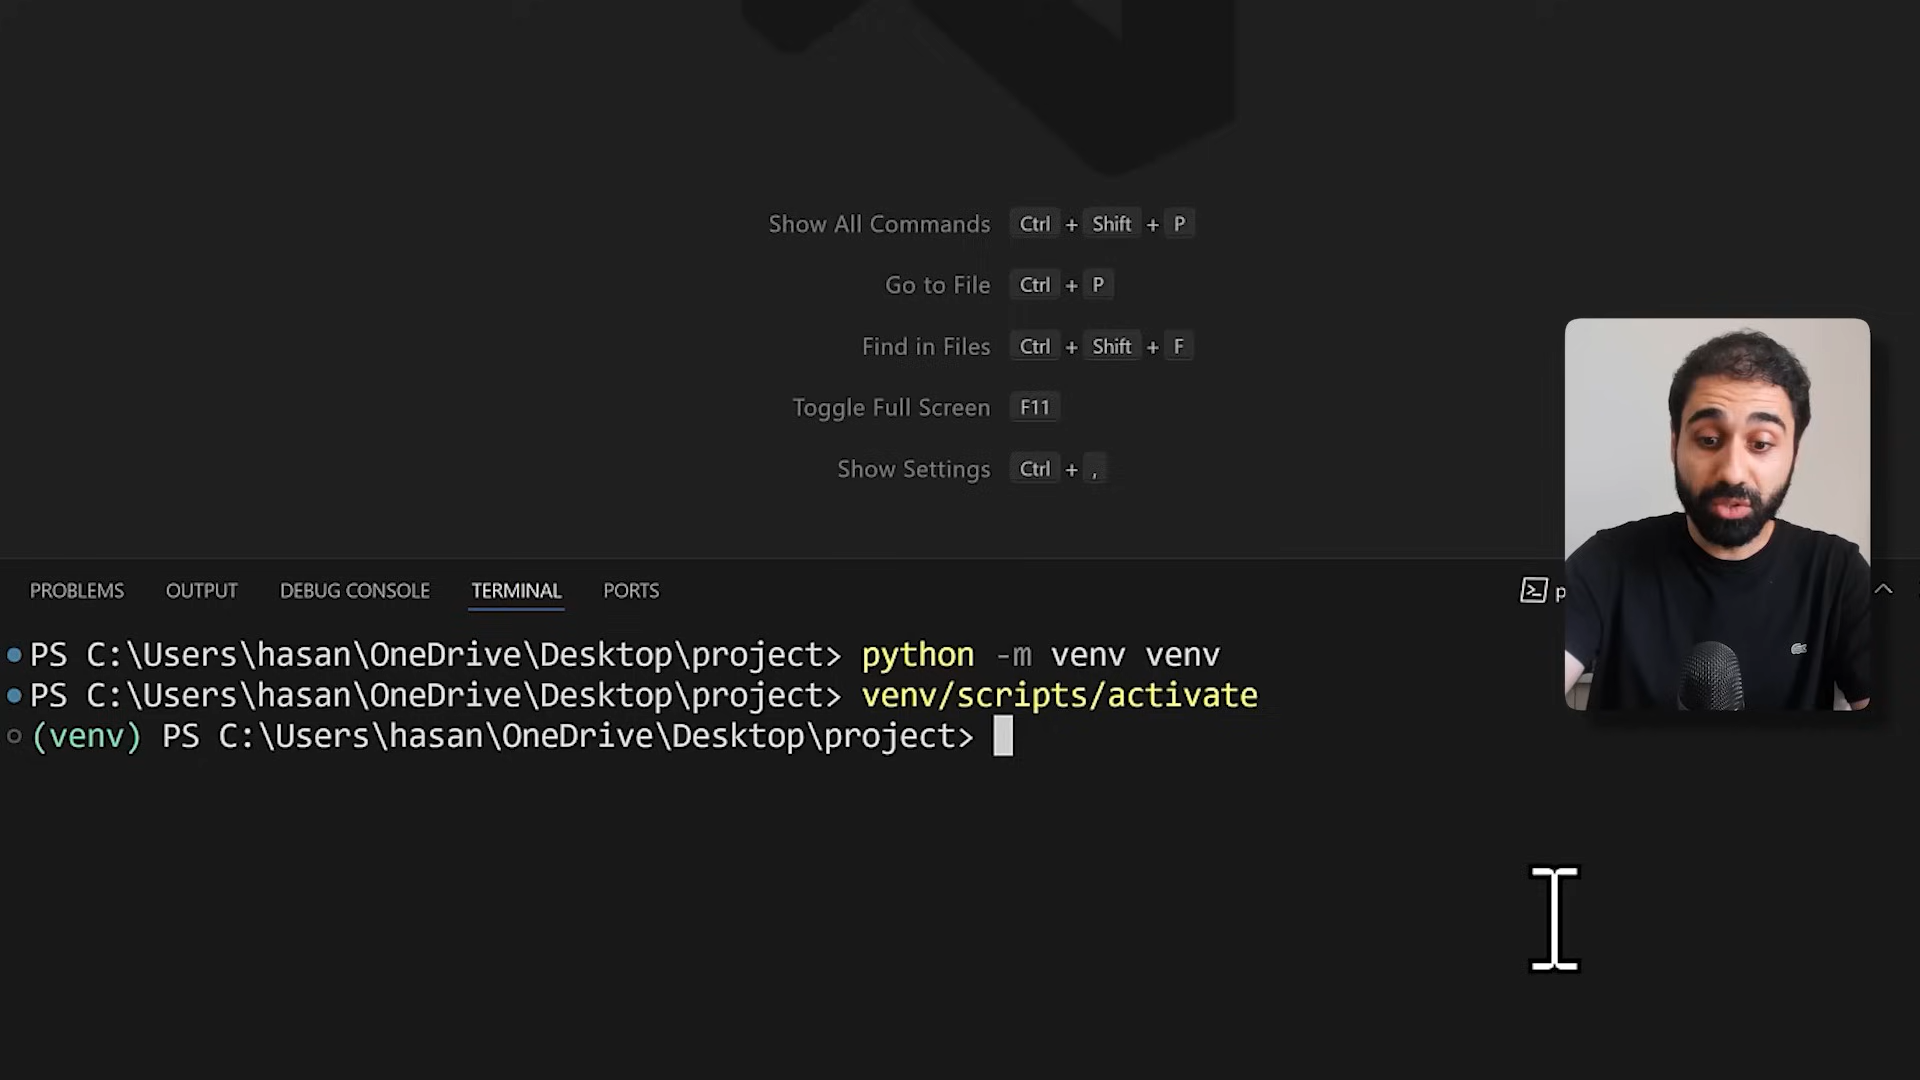 Show All Commands Ctrl + Shift + P
Go to File Ctrl + P
Find in Files Ctrl + Shift + F
Toggle Full Screen F11
Show Settings Ctrl + ,
PROBLEMS OUTPUT DEBUG CONSOLE TERMINAL PORTS p
PS C:\Users\hasan\OneDrive\Desktop\project> python -m venv venv
PS C:\Users\hasan\OneDrive\Desktop\project> venv/scripts/activate
(venv) PS C:\Users\hasan\OneDrive\Desktop\project>